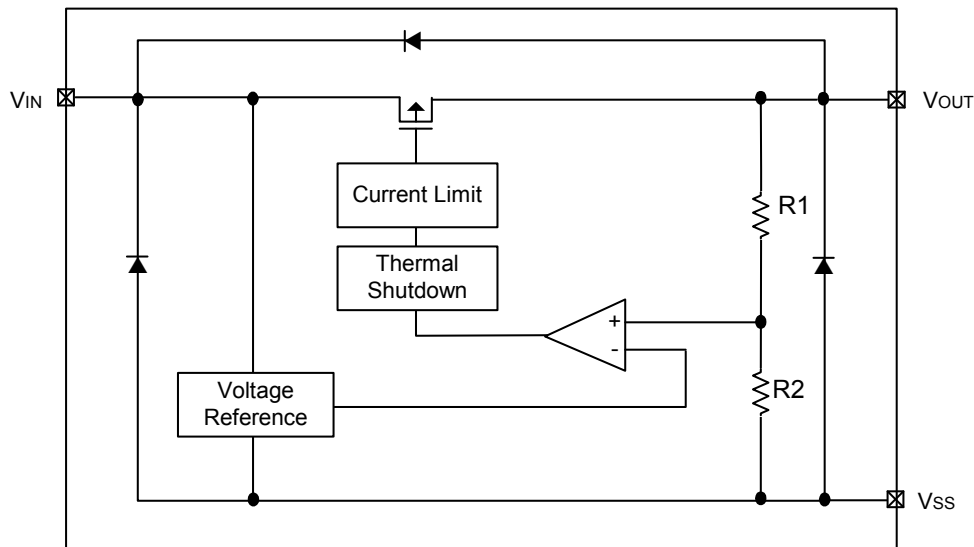 VIN
VOUT
Current Limit
R1
Thermal
Shutdown
+
-
Voltage
Reference
R2
VSS